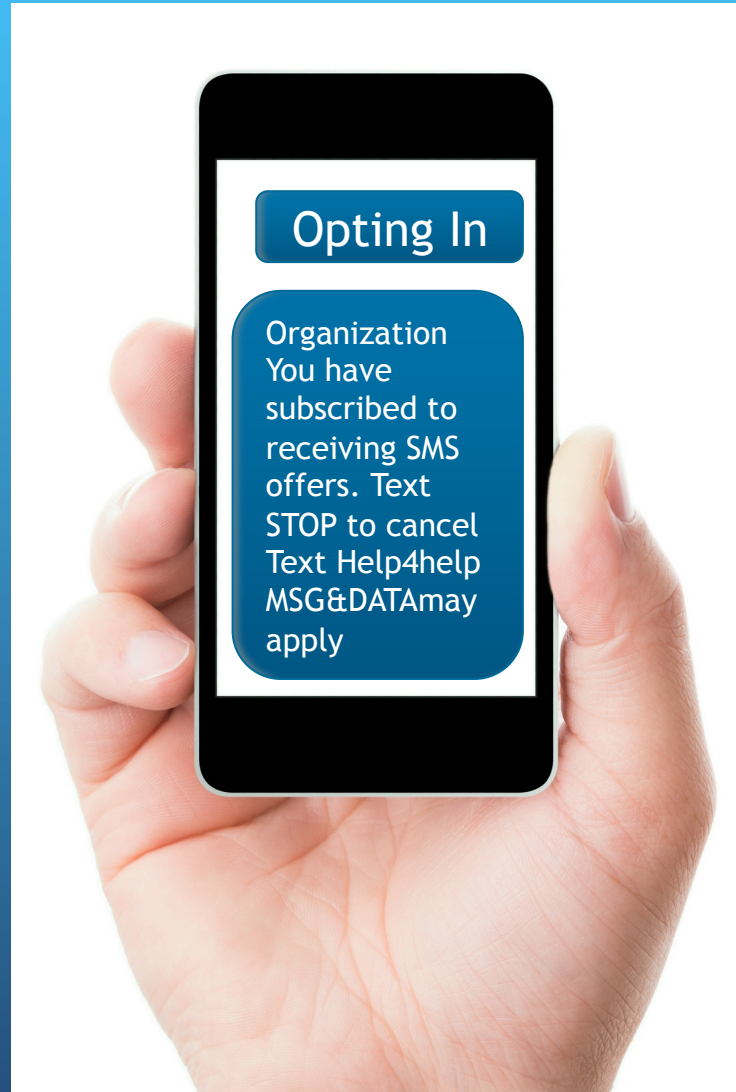 Opting In
Organization
You have
subscribed to
receiving SMS
offers. Text
STOP to cancel
Text Help4help
MSG&DATAmay
apply